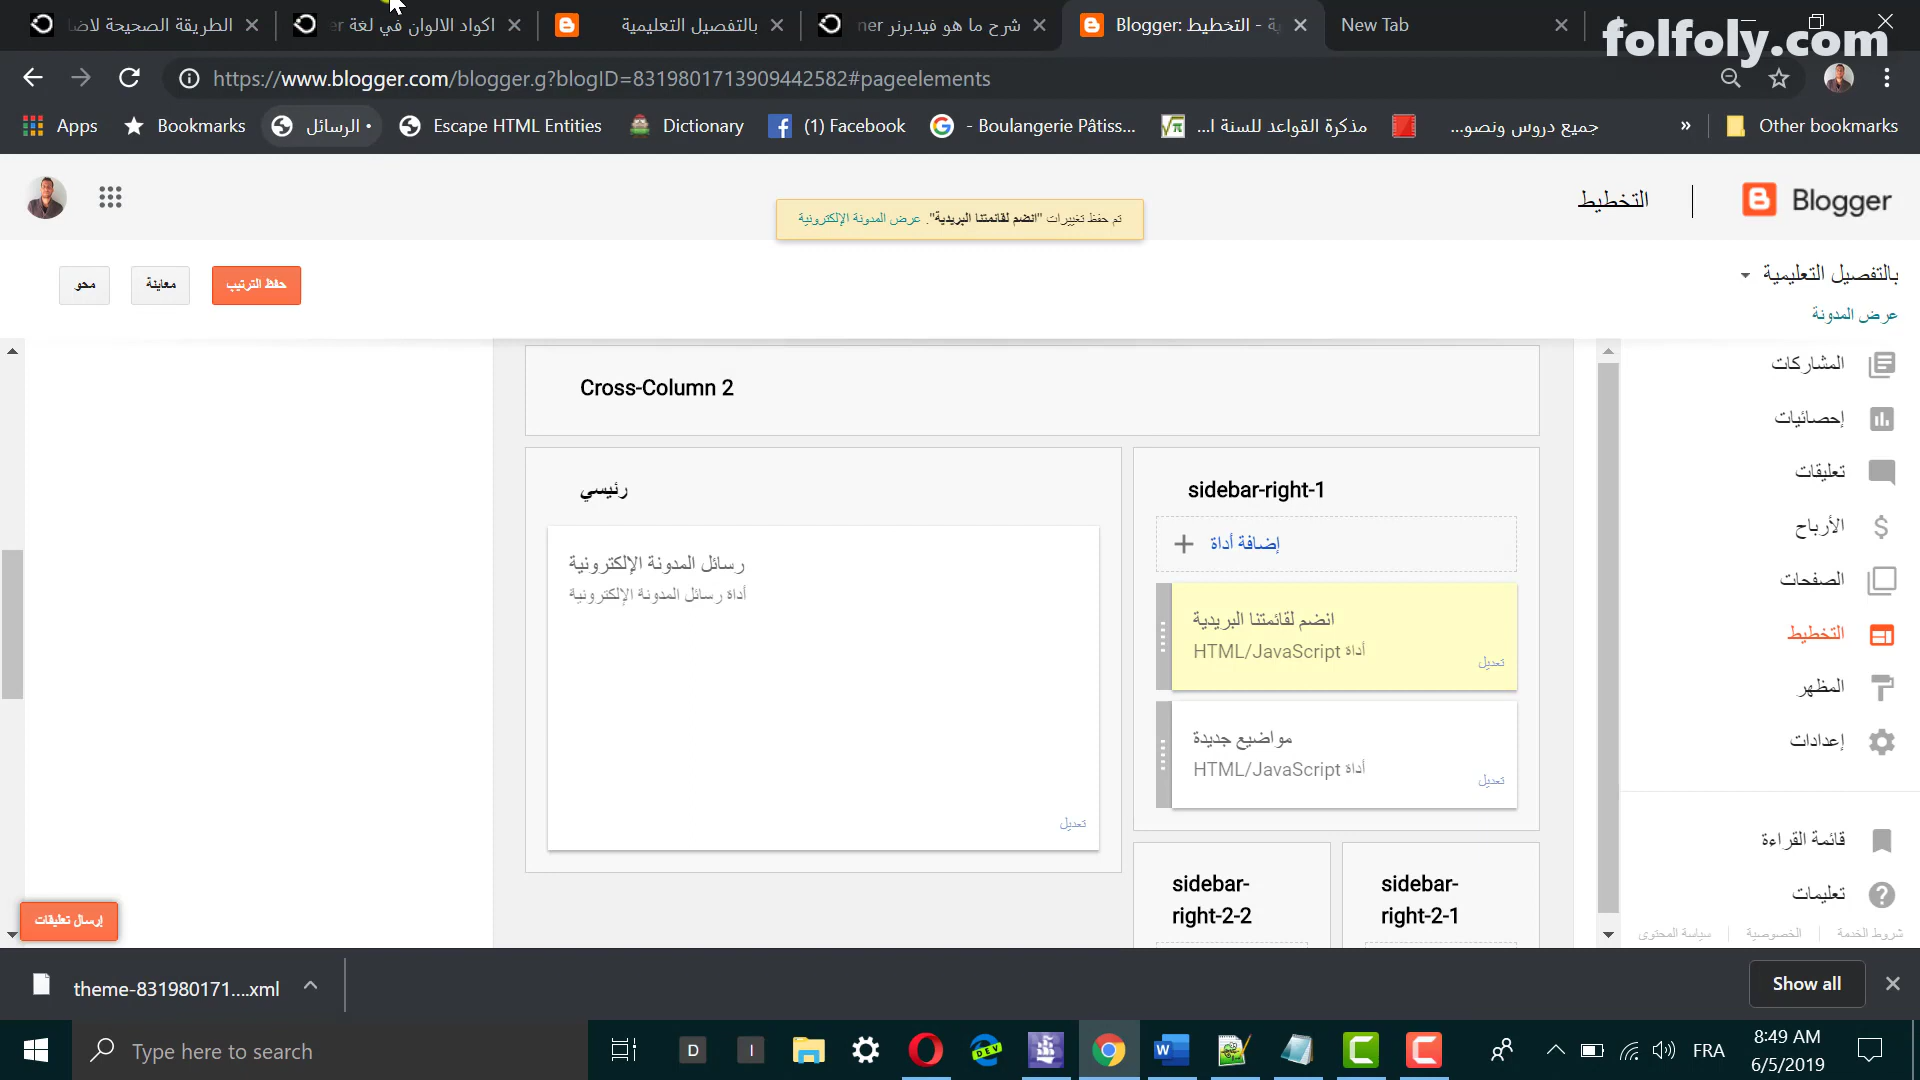 الطريقة الصحيحة لاضا
اكواد الالوان في لغة er
بالتفصيل التعليمية
شرح ما هو فيدبرنر ner
Blogger: التخطيط - ية
New Tab
folfoly.com
https://www.blogger.com/blogger.g?blogID=8319801713909442582#pageelements
Apps
Bookmarks
الرسائل •
Escape HTML Entities
Dictionary
(1) Facebook
- Boulangerie Pâtiss...
مذكرة القواعد للسنة ا...
جميع دروس ونصو...
»
Other bookmarks
Blogger
التخطيط
تم حفظ تغييرات "انضم لقائمتنا البريدية". عرض المدونة الإلكترونية
بالتفصيل التعليمية
عرض المدونة
حفظ الترتيب
معاينة
محو
المشاركات
إحصائيات
تعليقات
الأرباح
الصفحات
التخطيط
المظهر
إعدادات
قائمة القراءة
تعليمات
شروط الخدمة
الخصوصية
سياسة المحتوى
Cross-Column 2
sidebar-right-1
إضافة أداة
انضم لقائمتنا البريدية
أداة HTML/JavaScript
تعديل
مواضيع جديدة
أداة HTML/JavaScript
تعديل
رئيسي
رسائل المدونة الإلكترونية
أداة رسائل المدونة الإلكترونية
تعديل
sidebar-right-2-1
sidebar-right-2-2
إرسال تعليقات
theme-831980171....xml
Show all
Type here to search
D
I
DEV
FRA
8:49 AM
6/5/2019